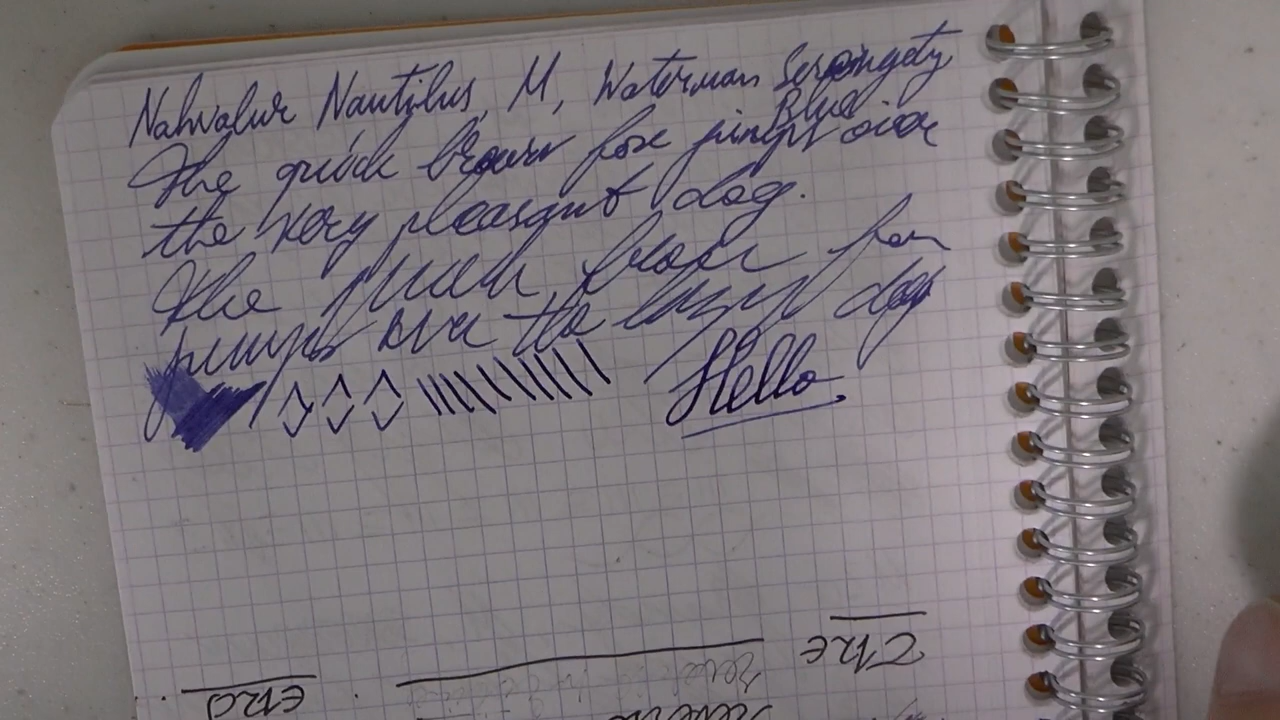 Nahvalur Nautilus, M, Waterman Serengety
Blue
The quick brown fox jumps over
the very pleasant dog.
The quick brown fox
jumps over the lazy dog
Hello.